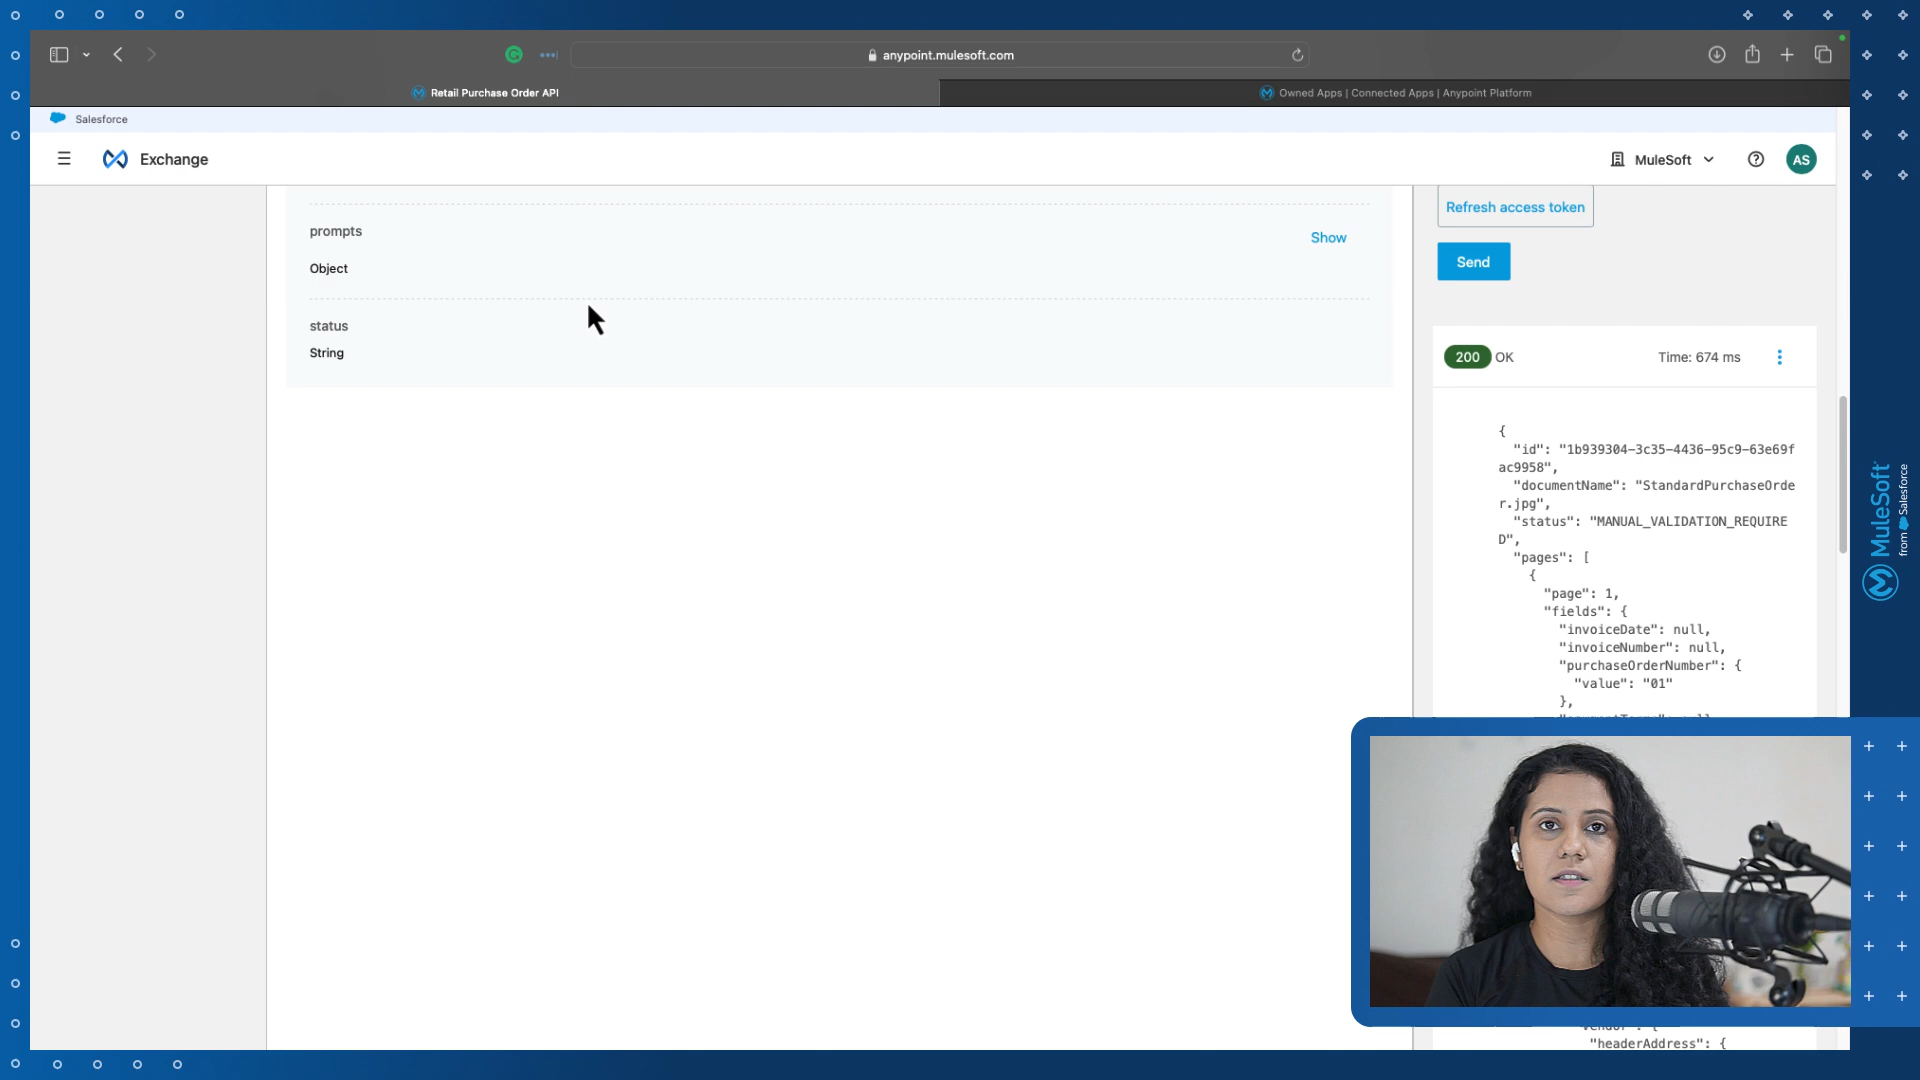 anypoint.mulesoft.com
Retail Purchase Order API
Owned Apps | Connected Apps | Anypoint Platform
Salesforce
Exchange
MuleSoft
AS
prompts
Show
Object
status
String
Refresh access token
Send
200 OK
Time: 674 ms
{
"id": "1b939304-3c35-4436-95c9-63e69f
ac9958",
"documentName": "StandardPurchaseOrde
r.jpg",
"status": "MANUAL_VALIDATION_REQUIRE
D",
"pages": [
{
"page": 1,
"fields": {
"invoiceDate": null,
"invoiceNumber": null,
"purchaseOrderNumber": {
"value": "01"
},
"headerAddress": {
MuleSoft
from Salesforce